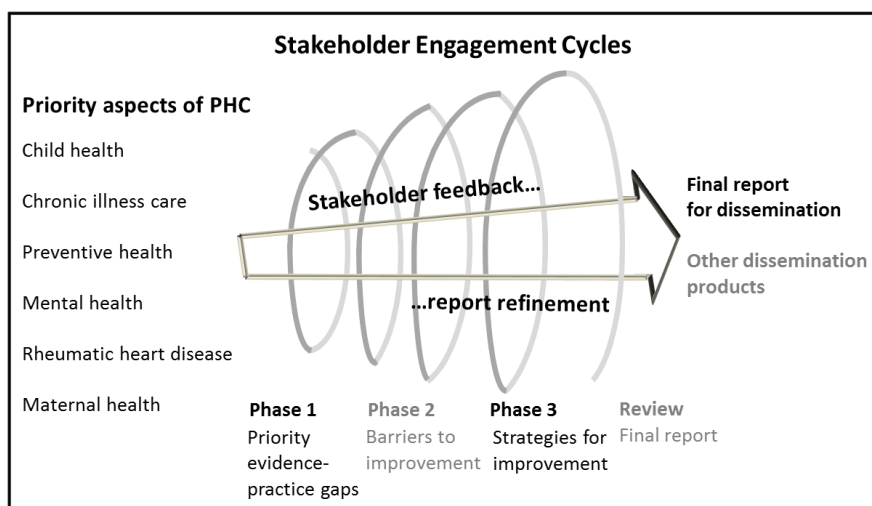 Stakeholder Engagement Cycles
Priority aspects of PHC
Child health
Chronic illness care
Preventive health
Mental health
Rheumatic heart disease
Maternal health
Stakeholder feedback...
...report refinement
Final report
for dissemination
Other dissemination
products
Phase 1
Priority
evidence-
practice gaps
Phase 2
Barriers to
improvement
Phase 3
Strategies for
improvement
Review
Final report